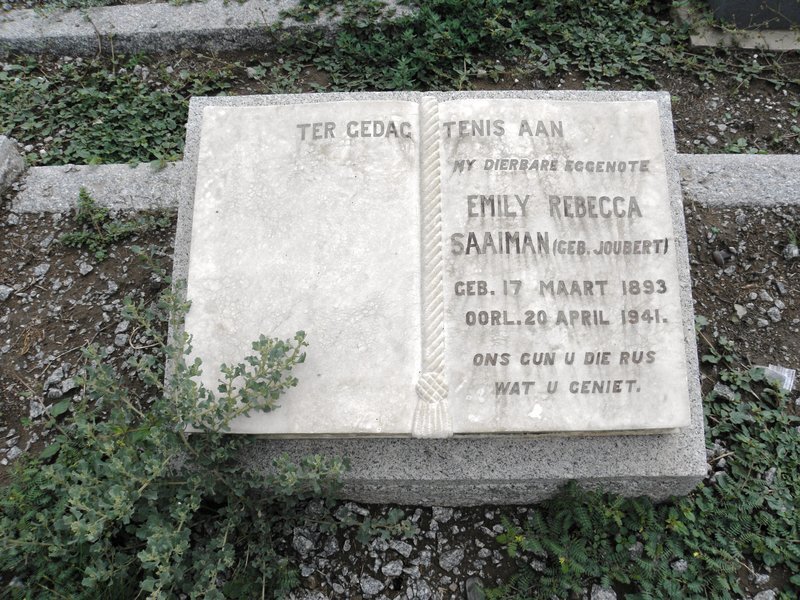 TER GEDAG TENIS AAN
MY DIERBARE EGGENOTE
EMILY REBECCA
SAAIMAN (GEB. JOUBERT)
GEB. 17 MAART 1893
OORL. 20 APRIL 1941.
ONS GUN U DIE RUS
WAT U GENIET.